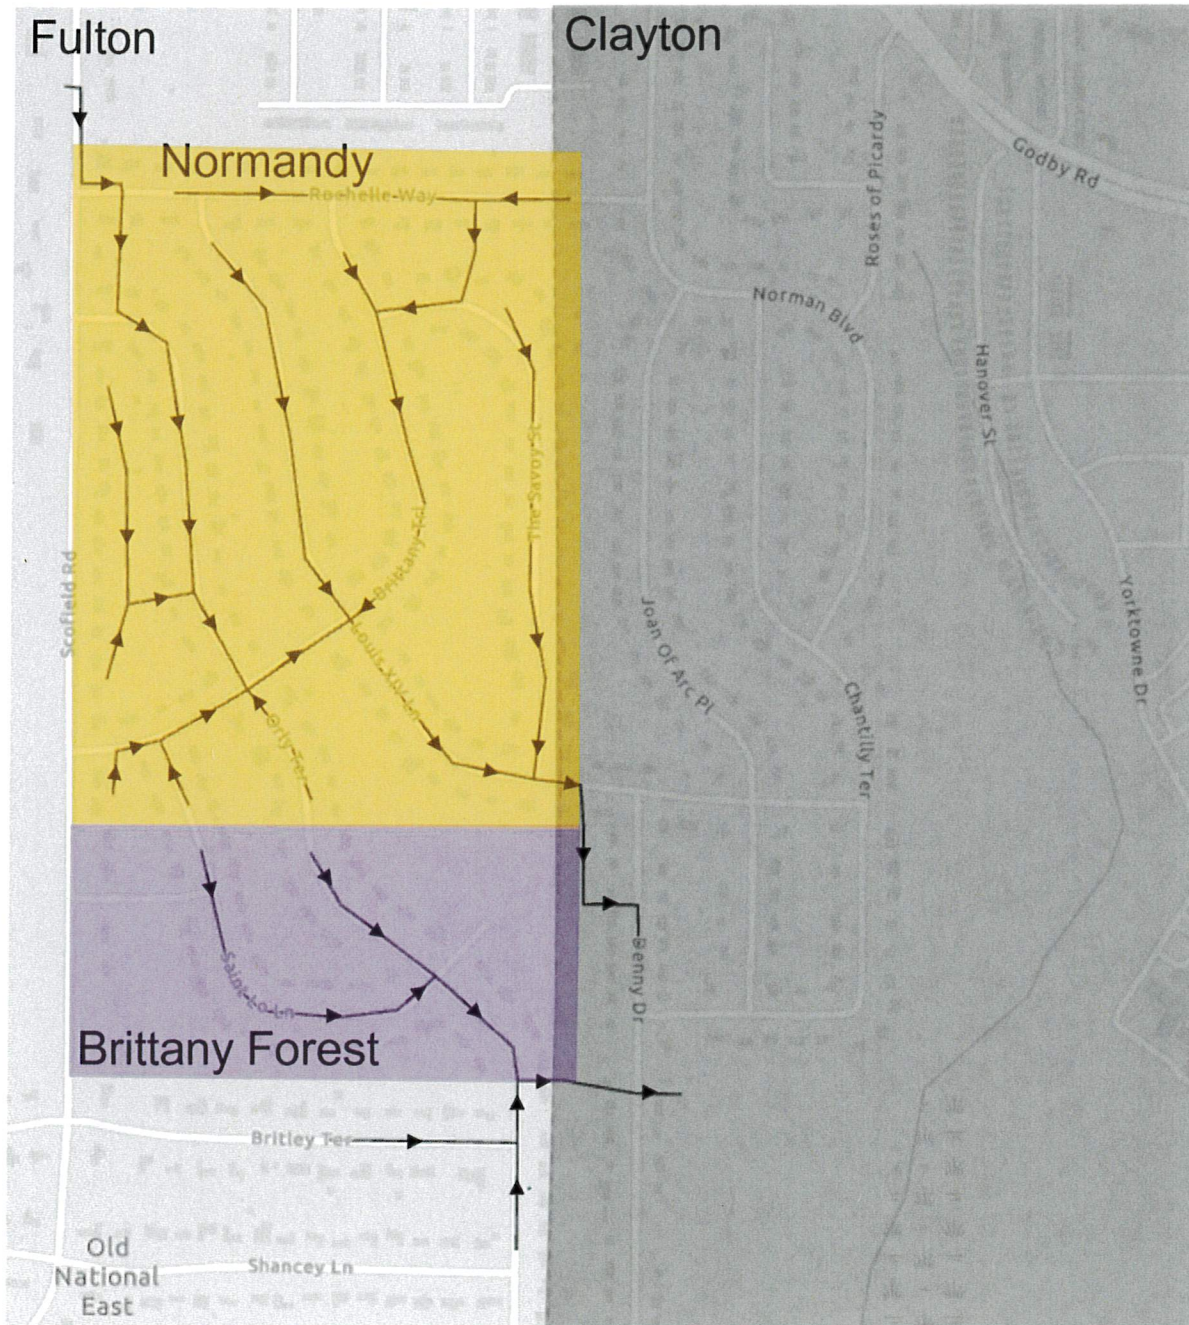 Fulton
Clayton
Normandy
Rochelle Way
Roses of Picardy
Godby Rd
Norman Blvd
Hanover St
The Savoy St
Brittany Trl
Scofield Rd
Louis XIV Ln
Joan Of Arc Pl
Yorktowne Dr
Orly Ter
Chantilly Ter
Saint Lo Ln
Denny Dr
Brittany Forest
Britley Ter
Old
National
East
Shancey Ln